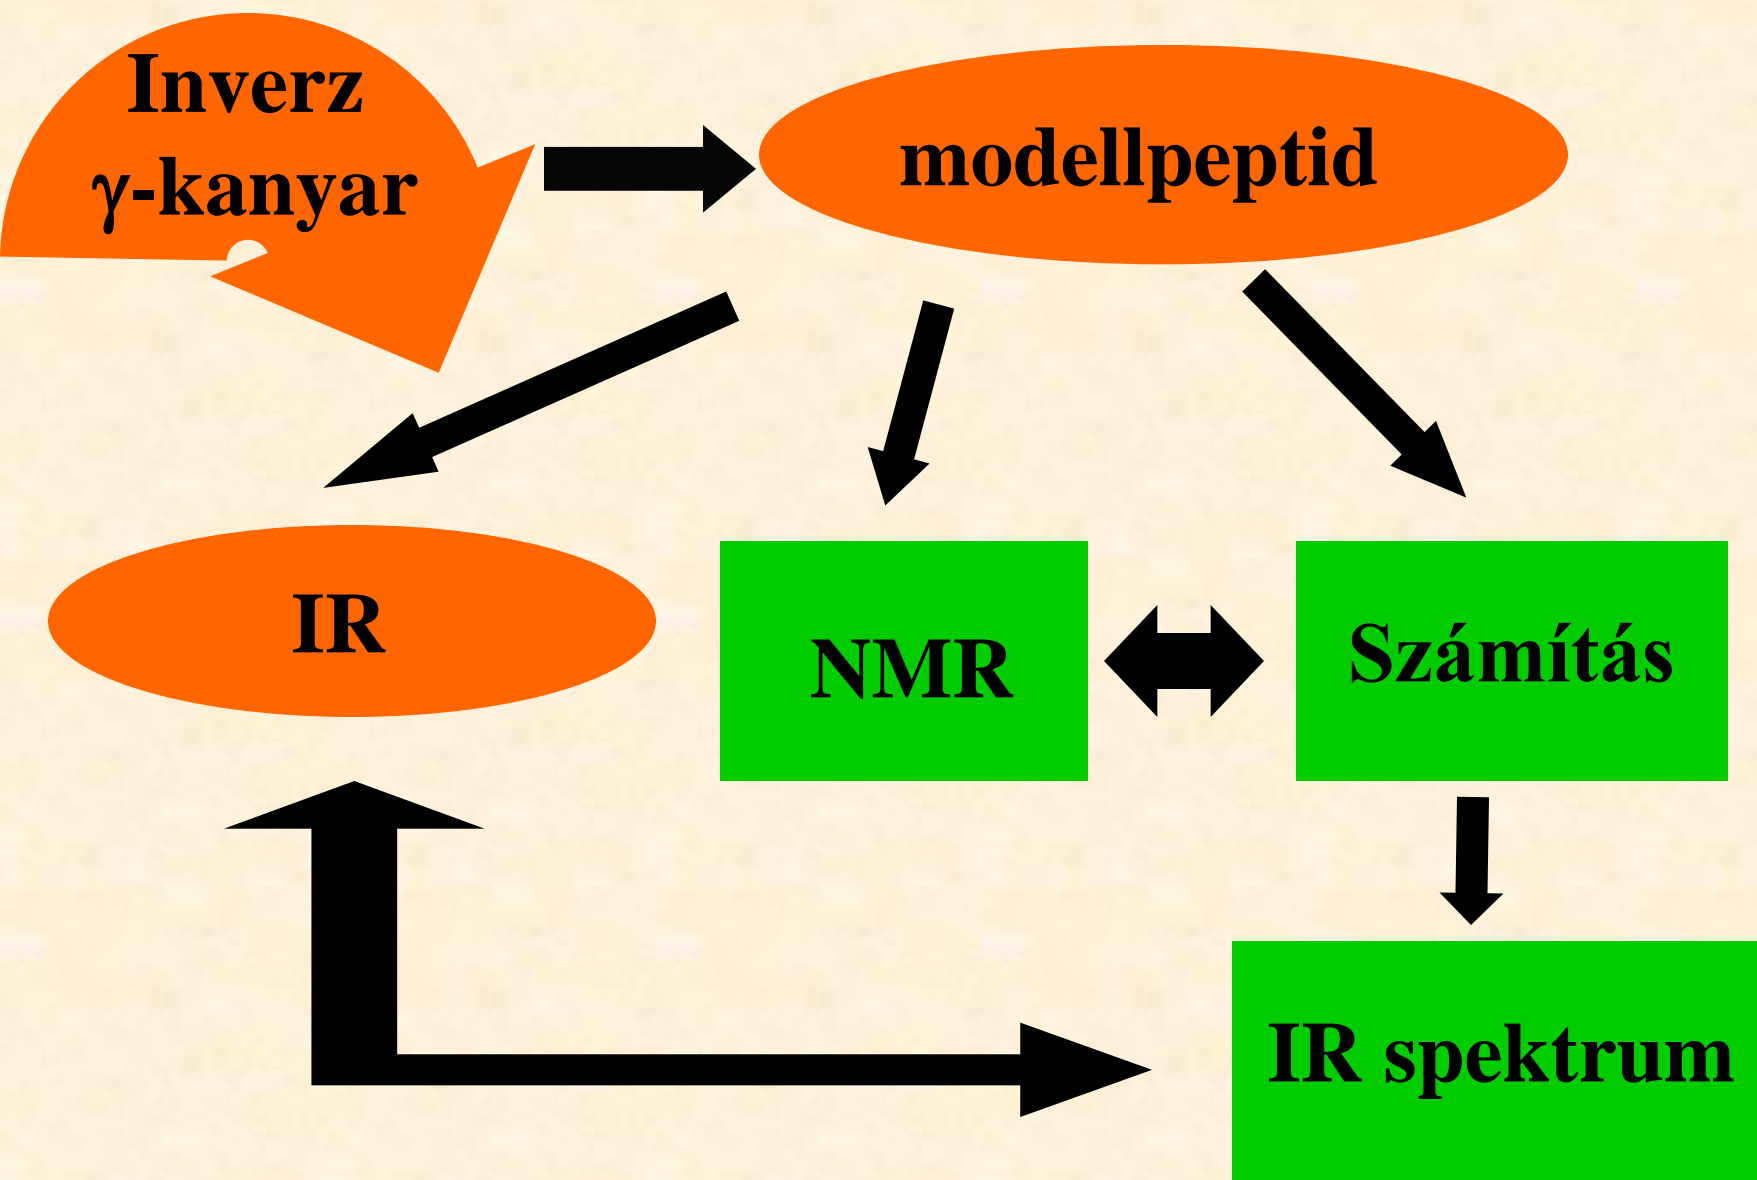 Inverz
γ-kanyar
modellpeptid
IR
NMR
Számítás
IR spektrum